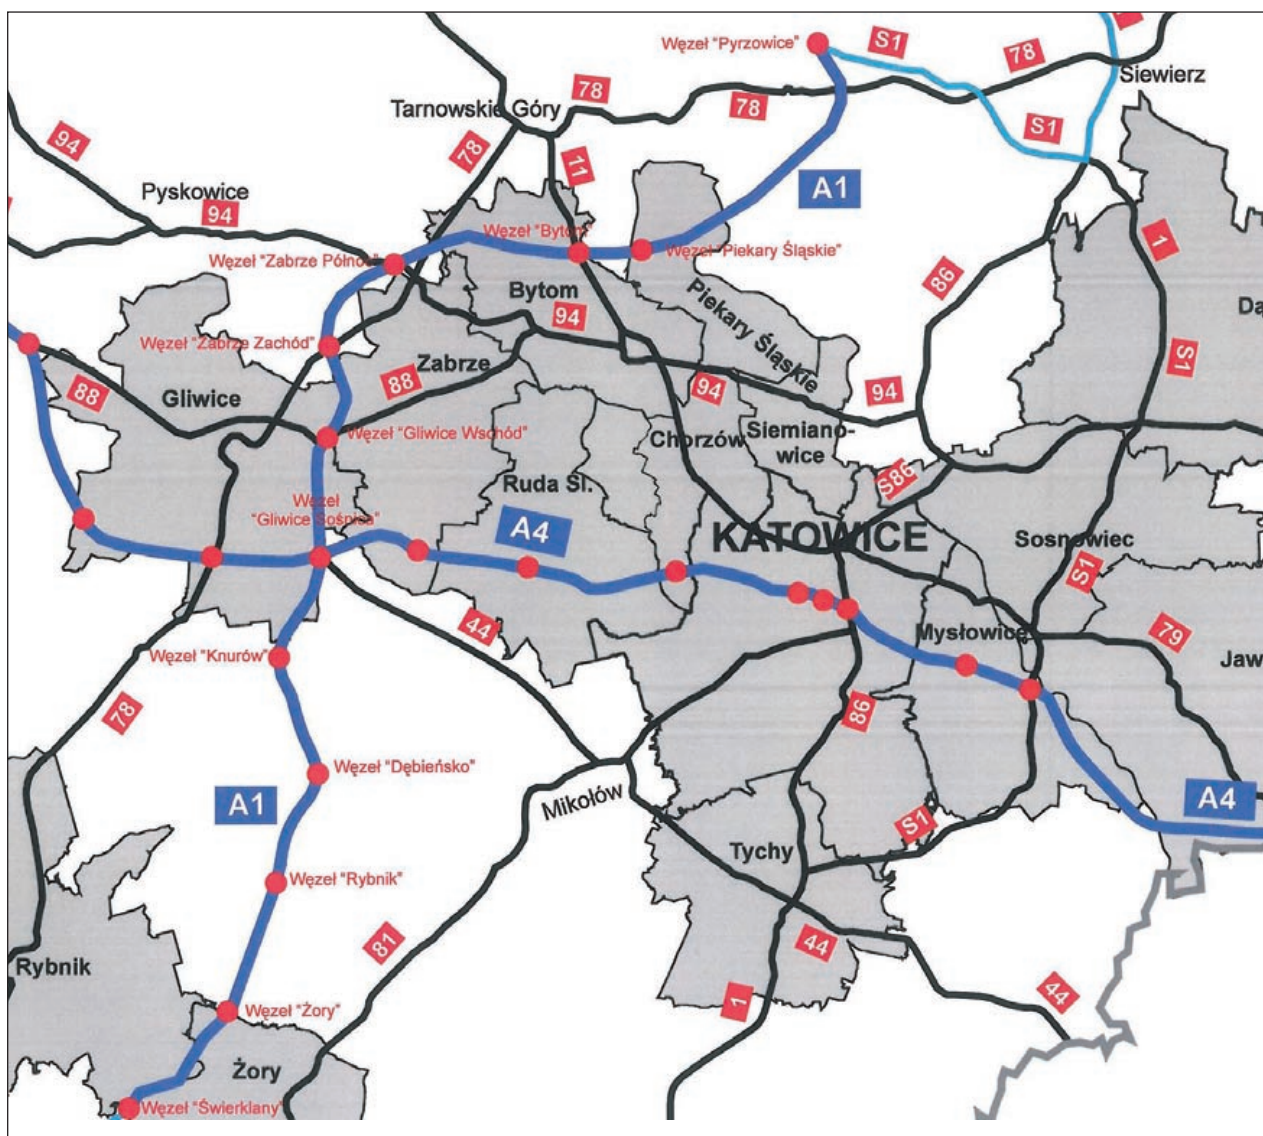 S1
Węzeł "Pyrzowice"
78
Siewierz
78
78
Tarnowskie Góry
S1
94
78
11
Pyskowice
A1
94
1
Węzeł "Bytom"
Węzeł "Piekary Śląskie"
Węzeł "Zabrze Północ"
86
Bytom
Piekary Śląskie
94
Węzeł "Zabrze Zachód"
Zabrze
S1
88
88
94
94
Gliwice
Węzeł "Gliwice Wschód"
Chorzów
Siemiano-
wice
S86
Ruda Śl.
Węzeł
"Gliwice Sośnica"
A4
KATOWICE
Sosnowiec
S1
44
Mysłowice
79
Węzeł "Knurów"
Jaw
78
86
Węzeł "Dębieńsko"
A1
Mikołów
A4
S1
Tychy
Węzeł "Rybnik"
81
44
Rybnik
1
44
Węzeł "Żory"
Żory
Węzeł "Świerklany"